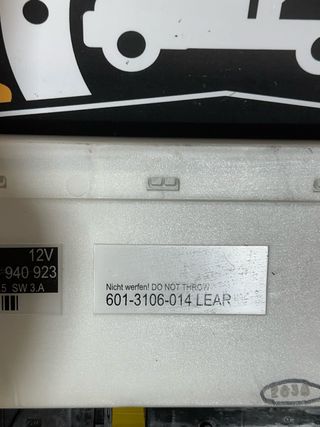 12V
940 923
5 SW 3.A
Nicht werfen! DO NOT THROW
601-3106-014 LEAR